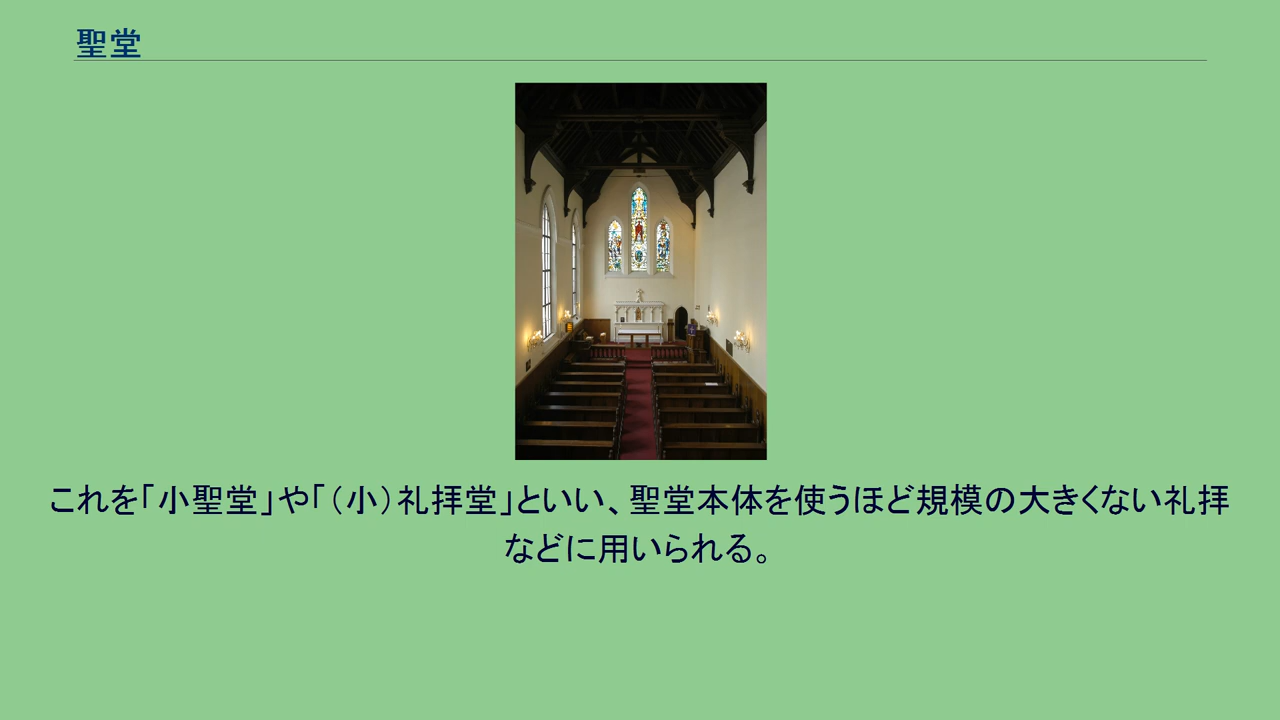 聖堂
これを「小聖堂」や「（小）礼拝堂」といい、聖堂本体を使うほど規模の大きくない礼拝
などに用いられる。